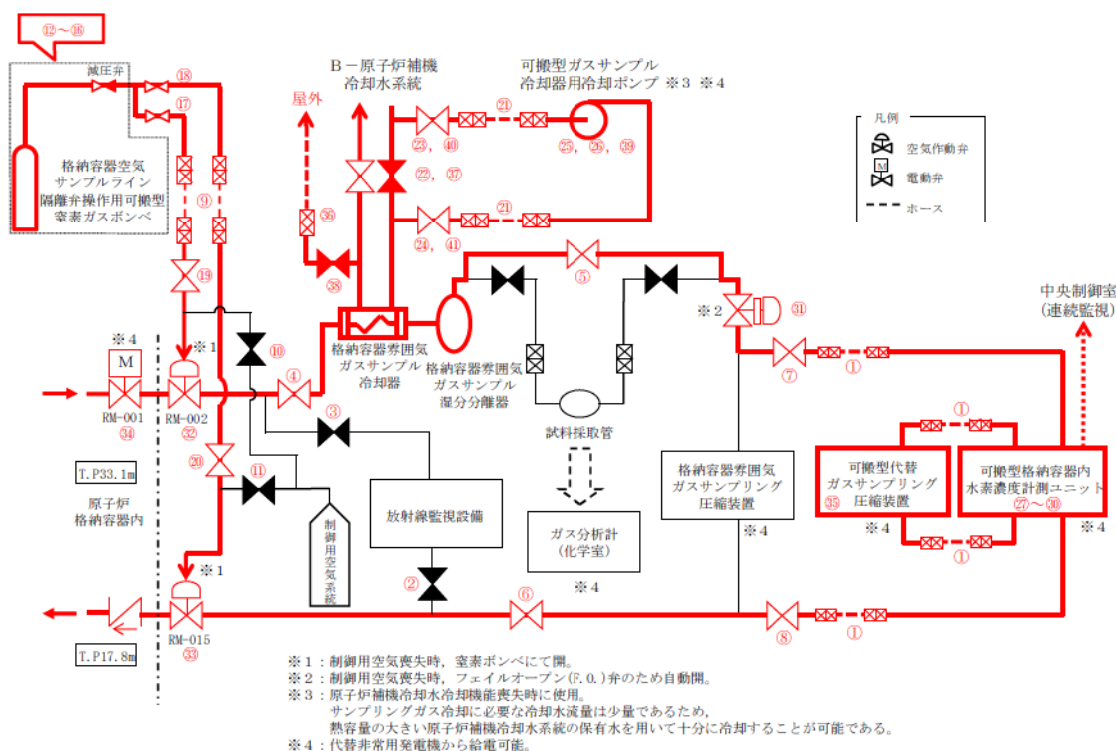 ⑫～⑯
減圧弁
⑱
⑰
格納容器空気
サンプルライン
隔離弁操作用可搬型
窒素ガスボンベ
⑨
⑲
B－原子炉補機
冷却水系統
屋外
可搬型ガスサンプル
冷却器用冷却ポンプ ※3 ※4
㉑
㉓，㊵
㉕，㉖，㊴
㉒，㊲
㊱
㉑
㉔，㊶
㊳
凡例
空気作動弁
M
電動弁
ホース
⑤
※2
㉛
中央制御室
(連続監視)
⑦
①
※4
M
※1
⑩
④
格納容器雰囲気
ガスサンプル
冷却器
格納容器雰囲気
ガスサンプル
湿分分離器
RM-001
㉞
RM-002
㉜
③
試料採取管
①
⑳
⑪
T.P33.1m
原子炉
格納容器内
放射線監視設備
格納容器雰囲気
ガスサンプリング
圧縮装置
※4
可搬型代替
ガスサンプリング
圧縮装置
㉟
※4
可搬型格納容器内
水素濃度計測ユニット
㉗～㉚
※4
①
制御用空気系統
ガス分析計
(化学室)
※4
※1
②
⑥
⑧
①
RM-015
㉝
T.P17.8m
※1：制御用空気喪失時，窒素ボンベにて開。
※2：制御用空気喪失時，フェイルオープン(F.O.)弁のため自動開。
※3：原子炉補機冷却水冷却機能喪失時に使用。
サンプリングガス冷却に必要な冷却水流量は少量であるため，
熱容量の大きい原子炉補機冷却水系統の保有水を用いて十分に冷却することが可能である。
※4：代替非常用発電機から給電可能。